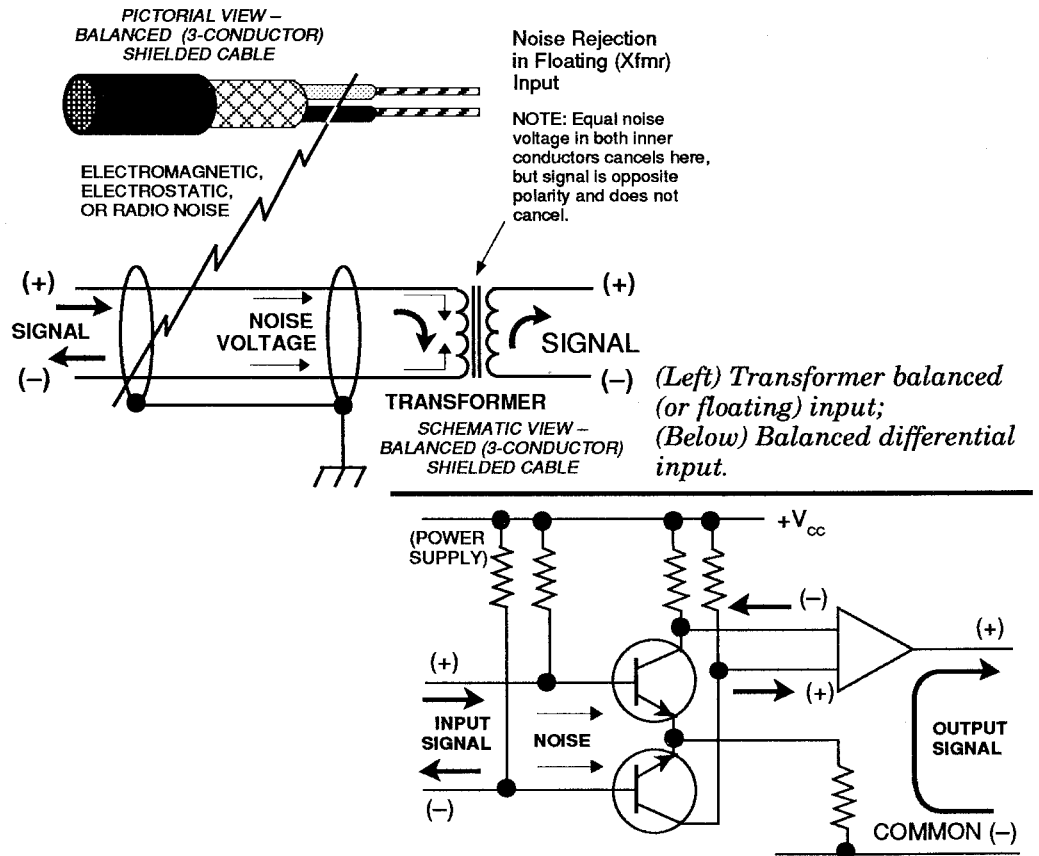 PICTORIAL VIEW –
BALANCED (3-CONDUCTOR)
SHIELDED CABLE
Noise Rejection
in Floating (Xfmr)
Input
NOTE: Equal noise
voltage in both inner
conductors cancels here,
but signal is opposite
polarity and does not
cancel.
ELECTROMAGNETIC,
ELECTROSTATIC,
OR RADIO NOISE
(+)
(+)
SIGNAL
NOISE
VOLTAGE
SIGNAL
(–)
(–)
TRANSFORMER
SCHEMATIC VIEW –
BALANCED (3-CONDUCTOR)
SHIELDED CABLE
(Left) Transformer balanced
(or floating) input;
(Below) Balanced differential
input.
(POWER
SUPPLY)
+Vcc
(–)
(+)
(+)
(+)
INPUT
SIGNAL
NOISE
OUTPUT
SIGNAL
(–)
COMMON (–)